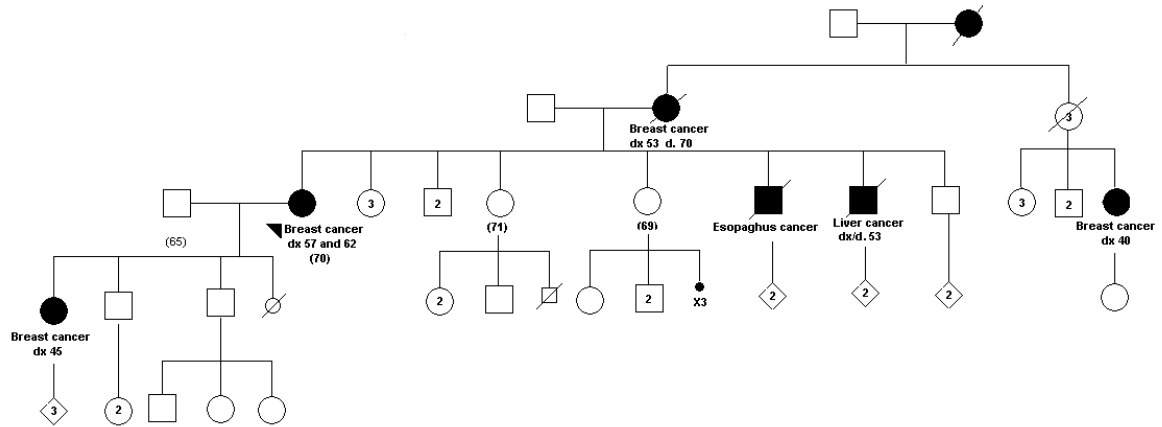 3
Breast cancer
dx 53 d. 70
3
2
3
2
Breast cancer
dx 57 and 62
(70)
(65)
(71)
(69)
Esopaghus cancer
Liver cancer
dx/d. 53
Breast cancer
dx 40
2
2
X3
2
2
2
Breast cancer
dx 45
3
2